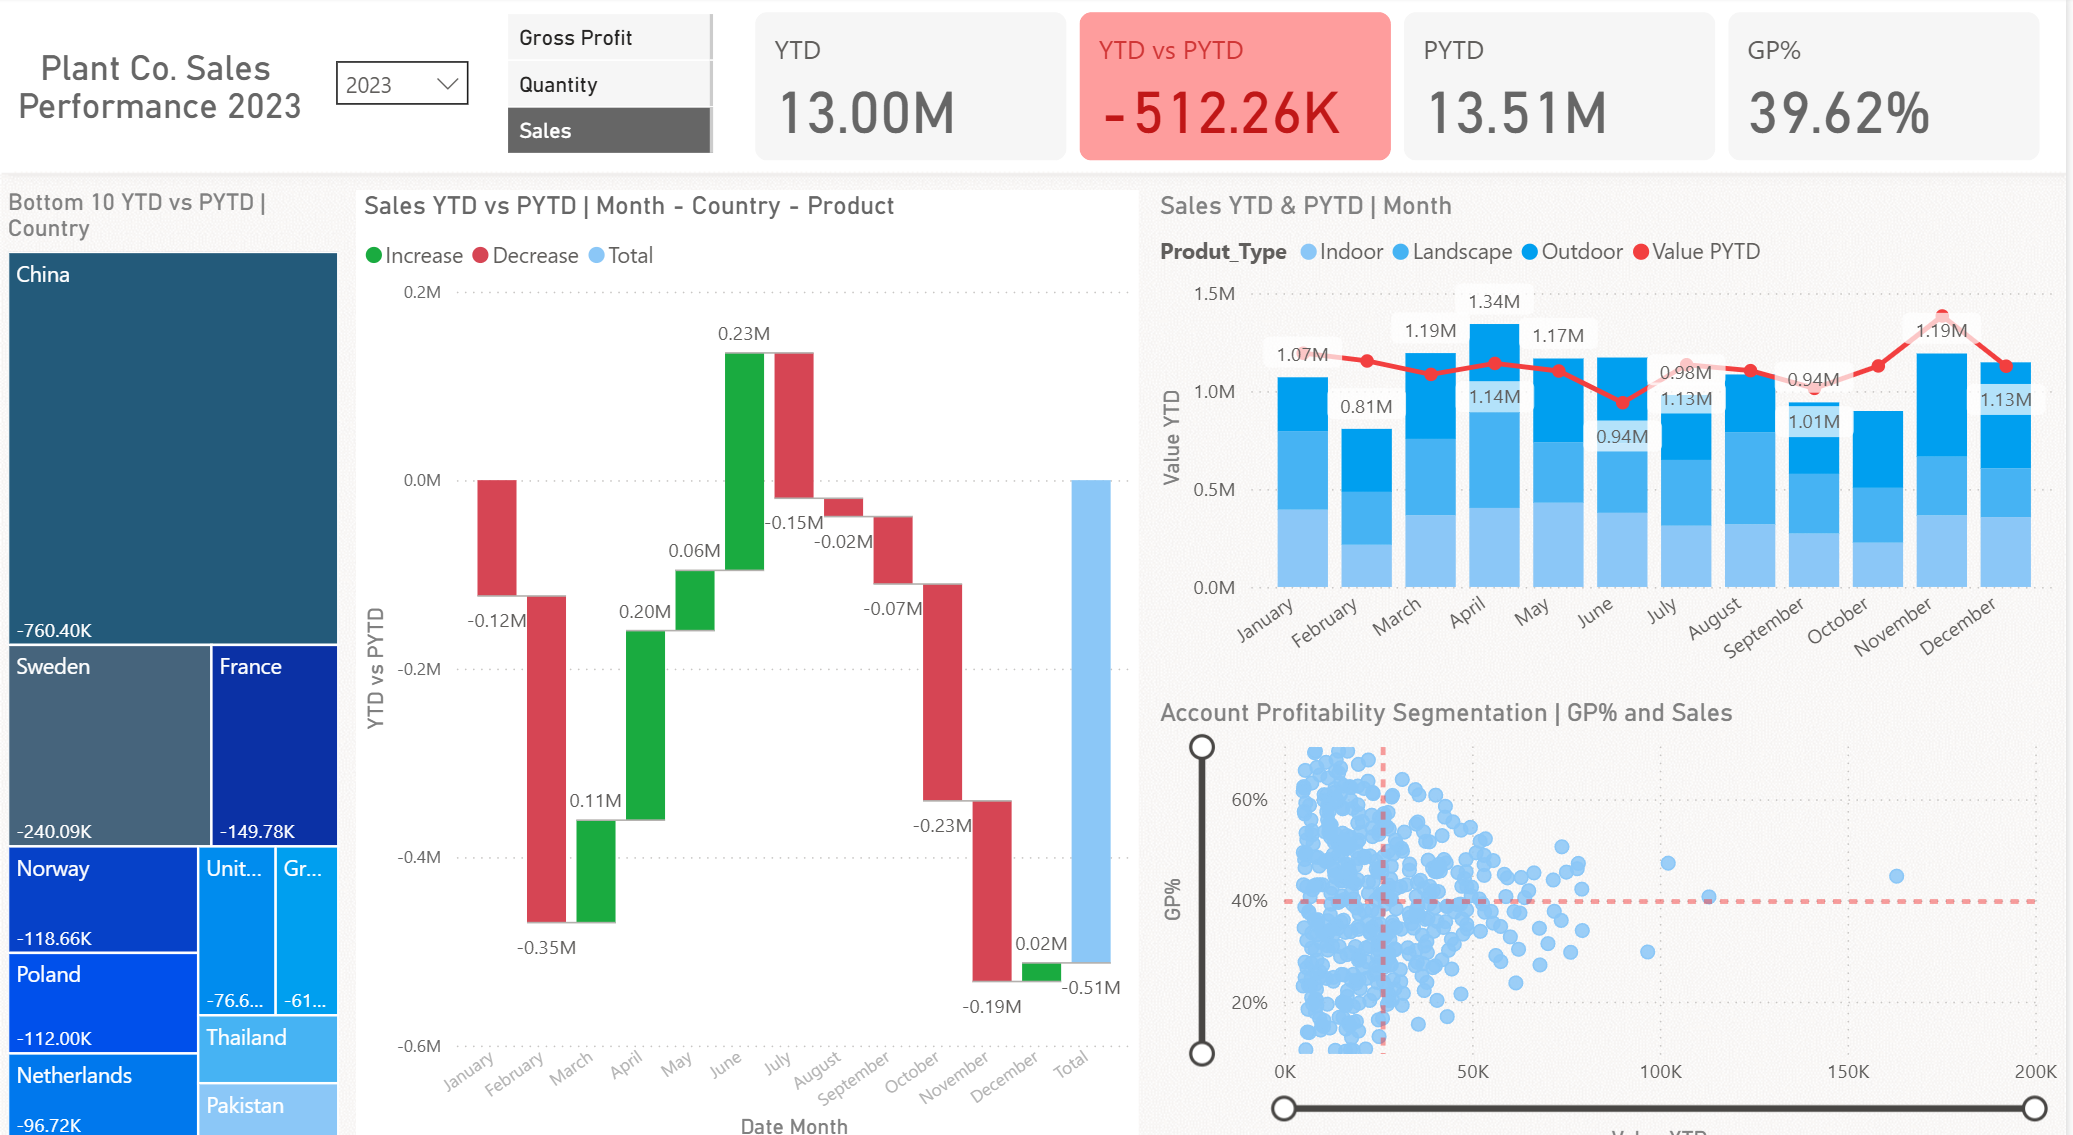 Plant Co. Sales
Performance 2023
2023
Gross Profit
Quantity
Sales
YTD
13.00M
YTD vs PYTD
-512.26K
PYTD
13.51M
GP%
39.62%
Bottom 10 YTD vs PYTD |
Country
China
-760.40K
Sweden
-240.09K
France
-149.78K
Norway
-118.66K
Unit...
-76.6...
Gr...
-61...
Poland
-112.00K
Thailand
Netherlands
-96.72K
Pakistan
Sales YTD vs PYTD | Month - Country - Product
Increase Decrease Total
YTD vs PYTD
0.2M
0.0M
-0.2M
-0.4M
-0.6M
-0.12M
-0.35M
0.11M
0.20M
0.06M
0.23M
-0.15M
-0.02M
-0.07M
-0.23M
-0.19M
0.02M
-0.51M
January
February
March
April
May
June
July
August
September
October
November
December
Total
Date Month
Sales YTD & PYTD | Month
Produt_Type Indoor Landscape Outdoor Value PYTD
Value YTD
1.5M
1.0M
0.5M
0.0M
1.07M
0.81M
1.19M
1.34M
1.14M
1.17M
0.94M
0.98M
1.13M
0.94M
1.01M
1.19M
1.13M
January
February
March
April
May
June
July
August
September
October
November
December
Account Profitability Segmentation | GP% and Sales
GP%
60%
40%
20%
0K
50K
100K
150K
200K